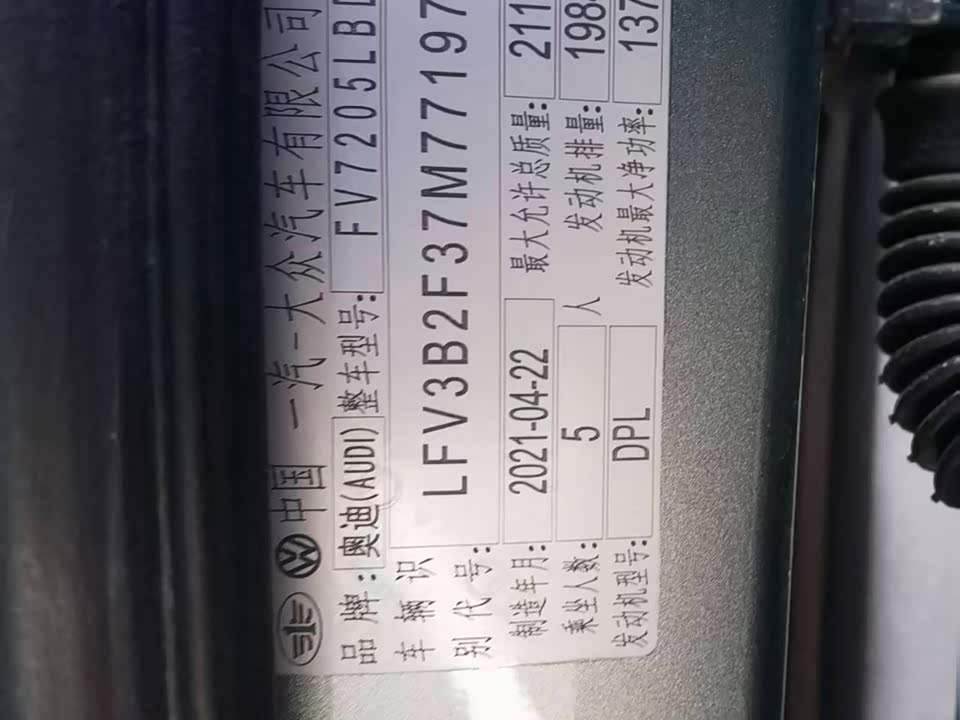 中国 一汽-大众汽车有限公司
品牌: 奥迪(AUDI) 整车型号: FV7205LB
车辆识别代号: LFV3B2F37M77197
制造年月: 2021-04-22 最大允许总质量: 211
乘坐人数: 5 人 发动机排量: 198
发动机型号: DPL 发动机最大净功率: 137